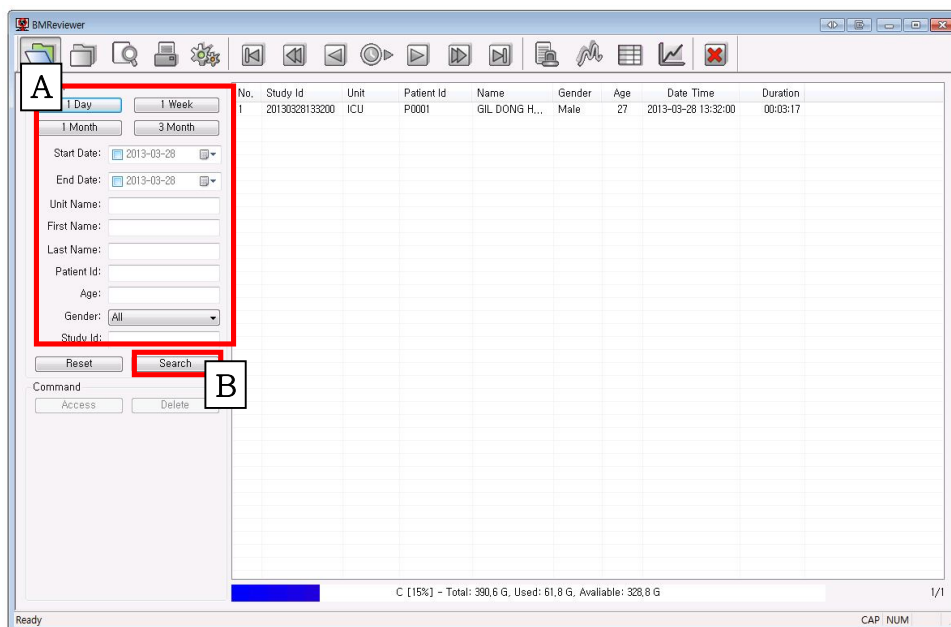 BMReviewer
A
1 Day 1 Week
1 Month 3 Month
Start Date: 2013-03-28
End Date: 2013-03-28
Unit Name:
First Name:
Last Name:
Patient Id:
Age:
Gender: All
Study Id:
Reset Search
B
Command
Access Delete
No. Study Id Unit Patient Id Name Gender Age Date Time Duration
1 20130328133200 ICU P0001 GIL DONG H... Male 27 2013-03-28 13:32:00 00:03:17
C [15%] - Total: 390,6 G, Used: 61,8 G, Avaliable: 328,8 G 1/1
Ready CAP NUM